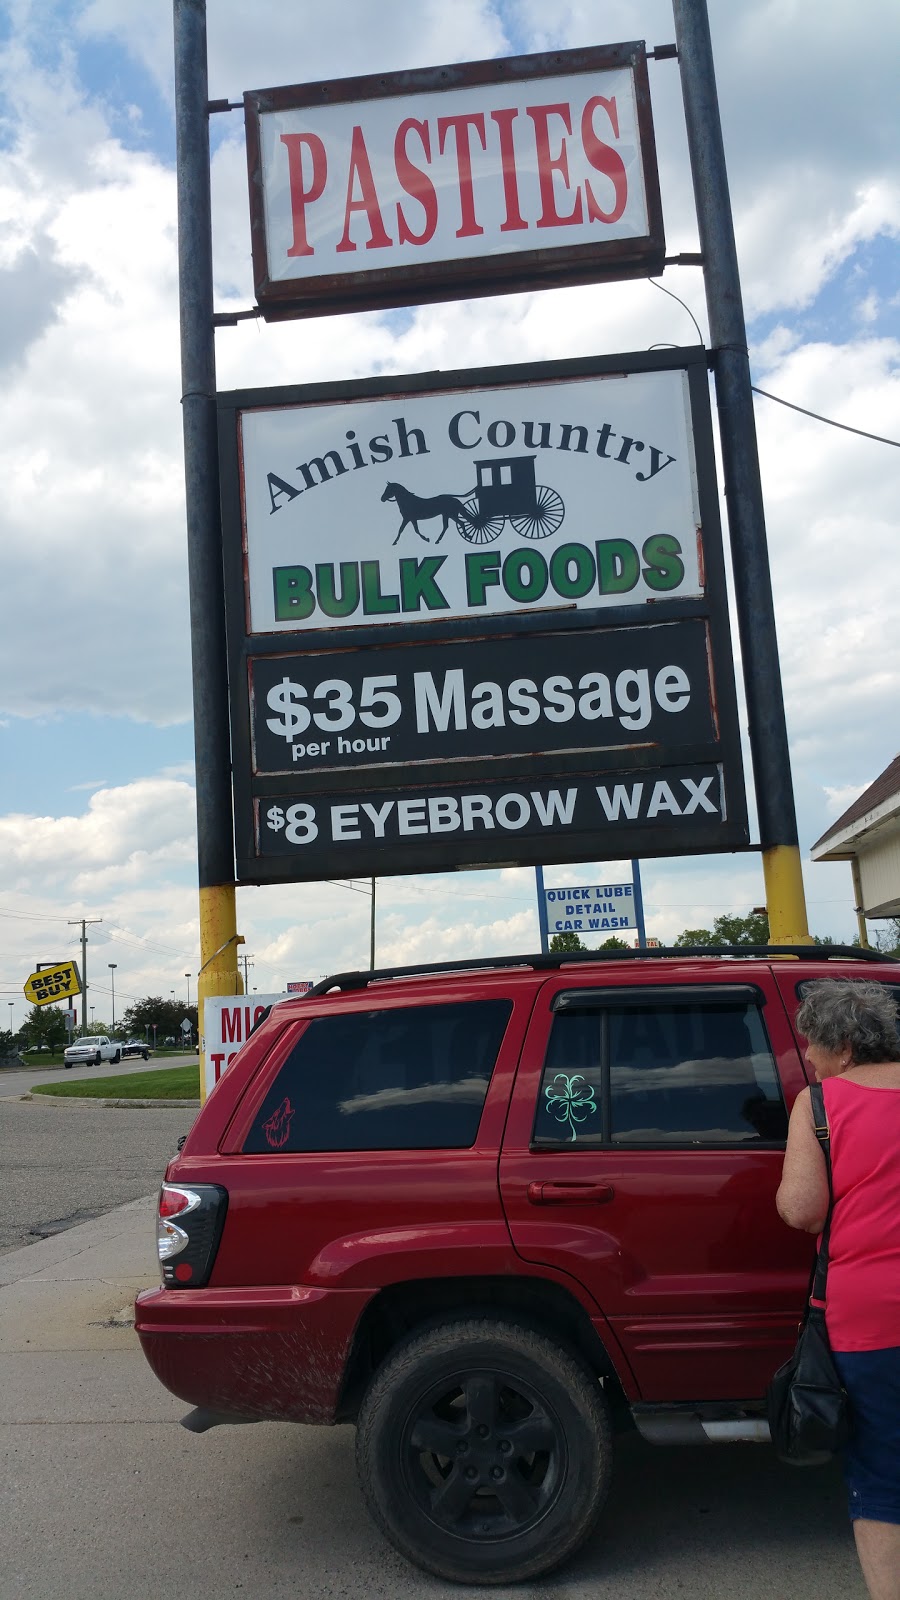 PASTIES
Amish Country
BULK FOODS
$35 Massage
per hour
$8 EYEBROW WAX
QUICK LUBE
DETAIL
CAR WASH
BEST
BUY